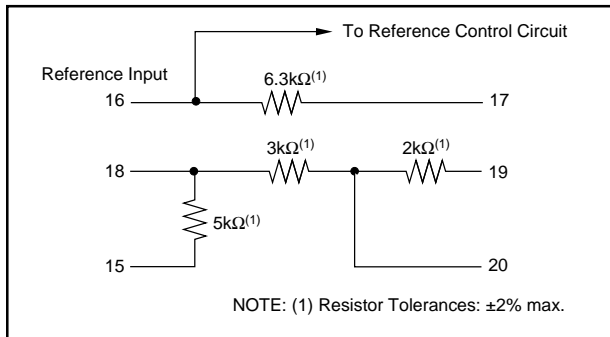 To Reference Control Circuit
Reference Input
16
6.3kΩ(1)
17
18
3kΩ(1)
2kΩ(1)
19
5kΩ(1)
15
20
NOTE: (1) Resistor Tolerances: ±2% max.